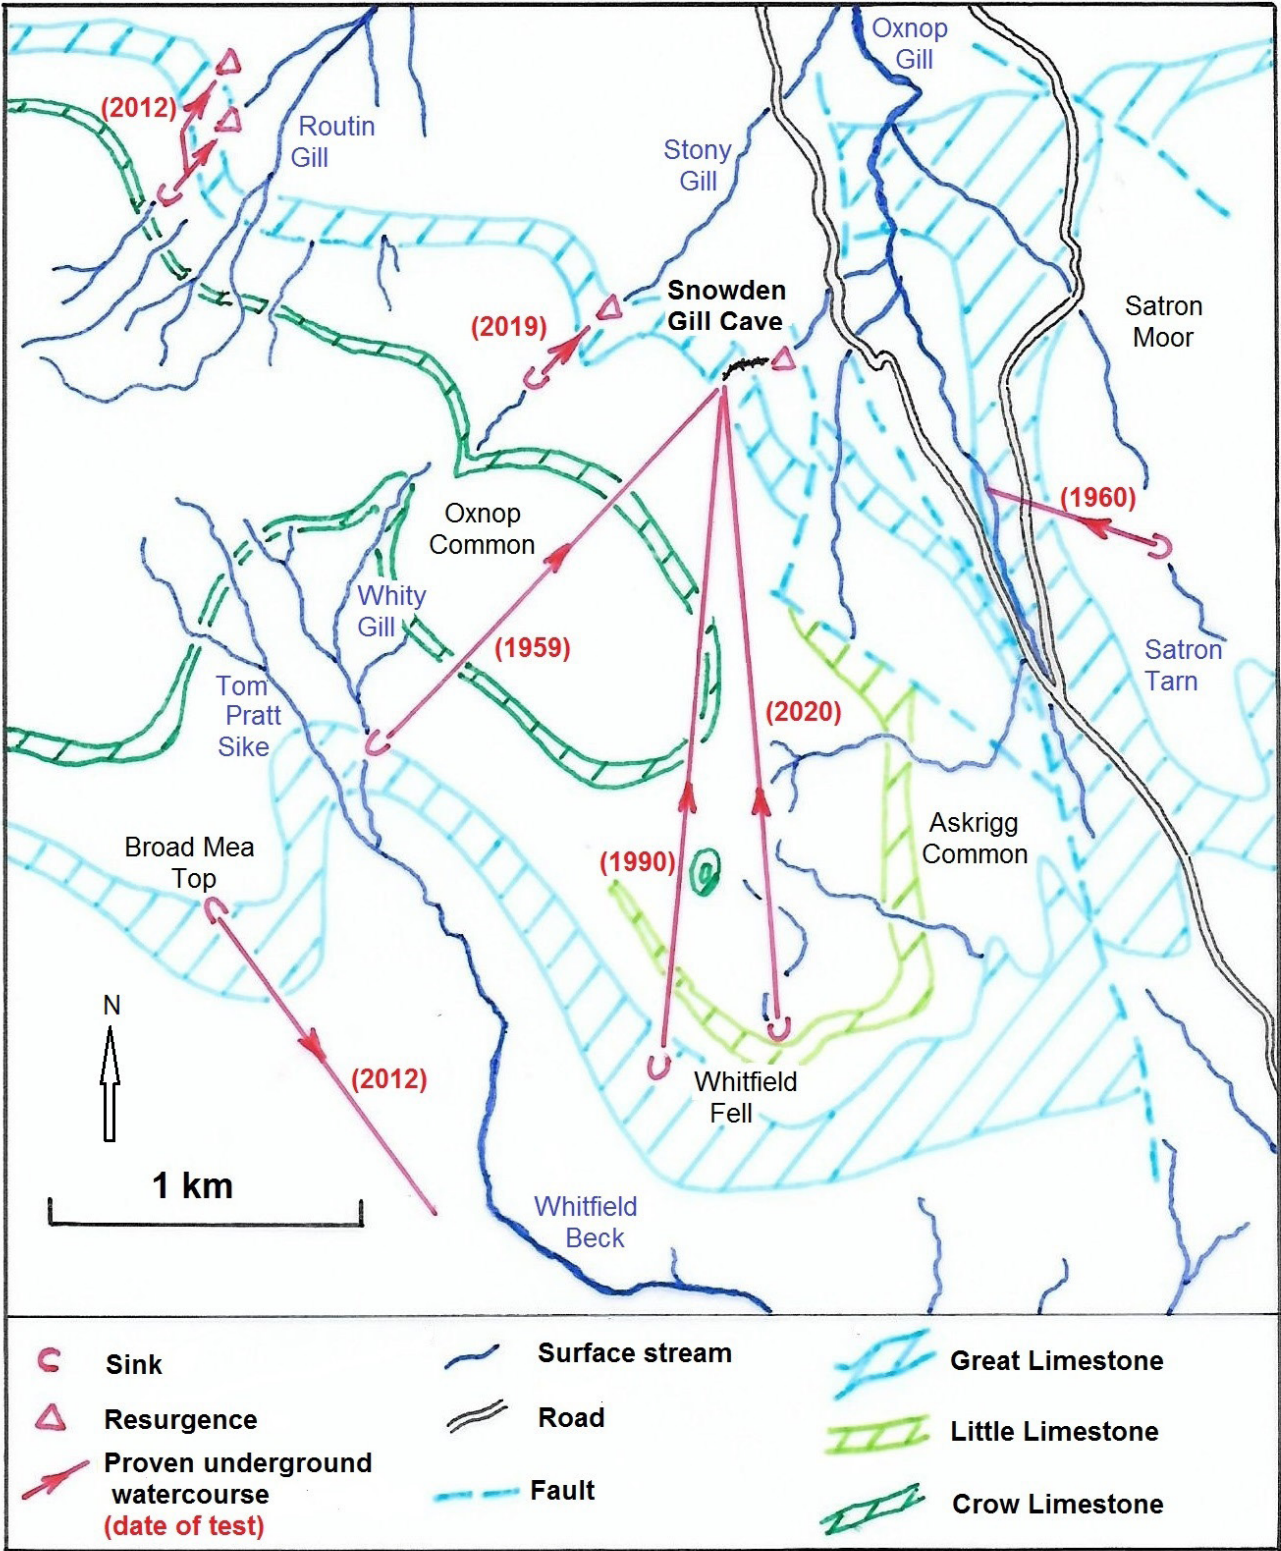 Oxnop
Gill
(2012)
Routin
Gill
Stony
Gill
Snowden
Gill Cave
Satron
Moor
(2019)
(1960)
Oxnop
Common
Whity
Gill
(1959)
Satron
Tarn
Tom
Pratt
Sike
(2020)
Askrigg
Common
Broad Mea
Top
(1990)
N
(2012)
Whitfield
Fell
1 km
Whitfield
Beck
Sink
Surface stream
Great Limestone
Resurgence
Road
Little Limestone
Proven underground
watercourse
(date of test)
Fault
Crow Limestone